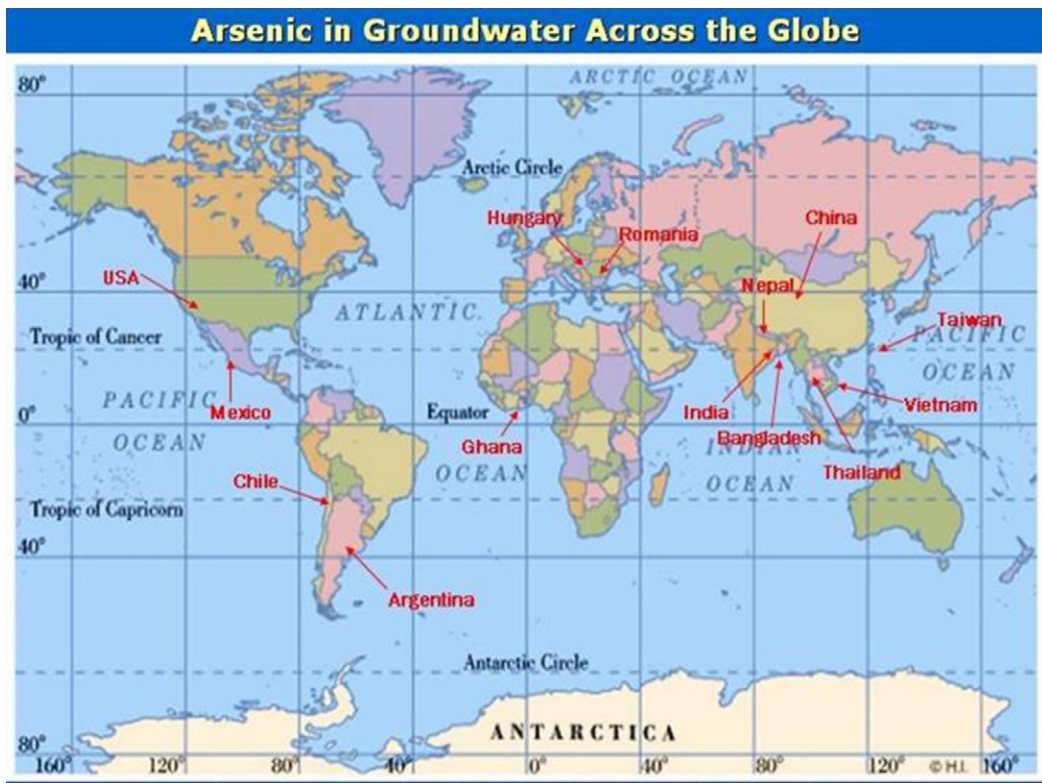 Arsenic in Groundwater Across the Globe
80°
ARCTIC OCEAN
Arctic Circle
Hungary
Romania
China
USA
40°
Nepal
ATLANTIC
Taiwan
Tropic of Cancer
PACIFIC
OCEAN
PACIFIC
OCEAN
Mexico
0°
Equator
Ghana
India
Bangladesh
Vietnam
Thailand
INDIAN
OCEAN
OCEAN
Chile
Tropic of Capricorn
40°
Argentina
Antarctic Circle
ANTARCTICA
80°
160° 120° 80° 40° 0° 40° 80° 120° © H.I. 160°